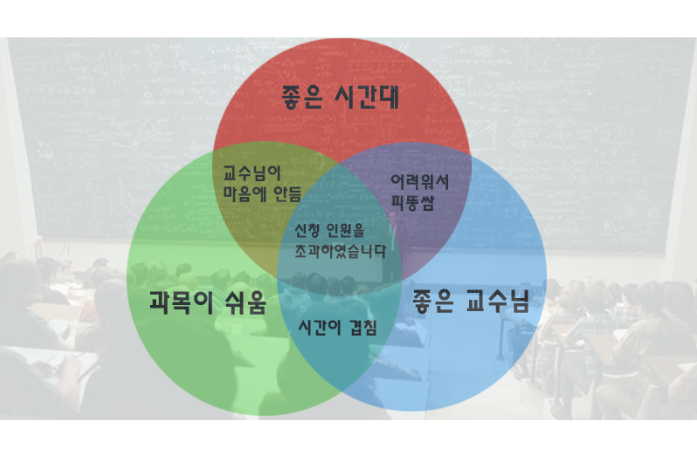 좋은 시간대
교수님이
마음에 안듬
어려워서
피똥쌈
신청 인원을
초과하였습니다
과목이 쉬움
좋은 교수님
시간이 겹침